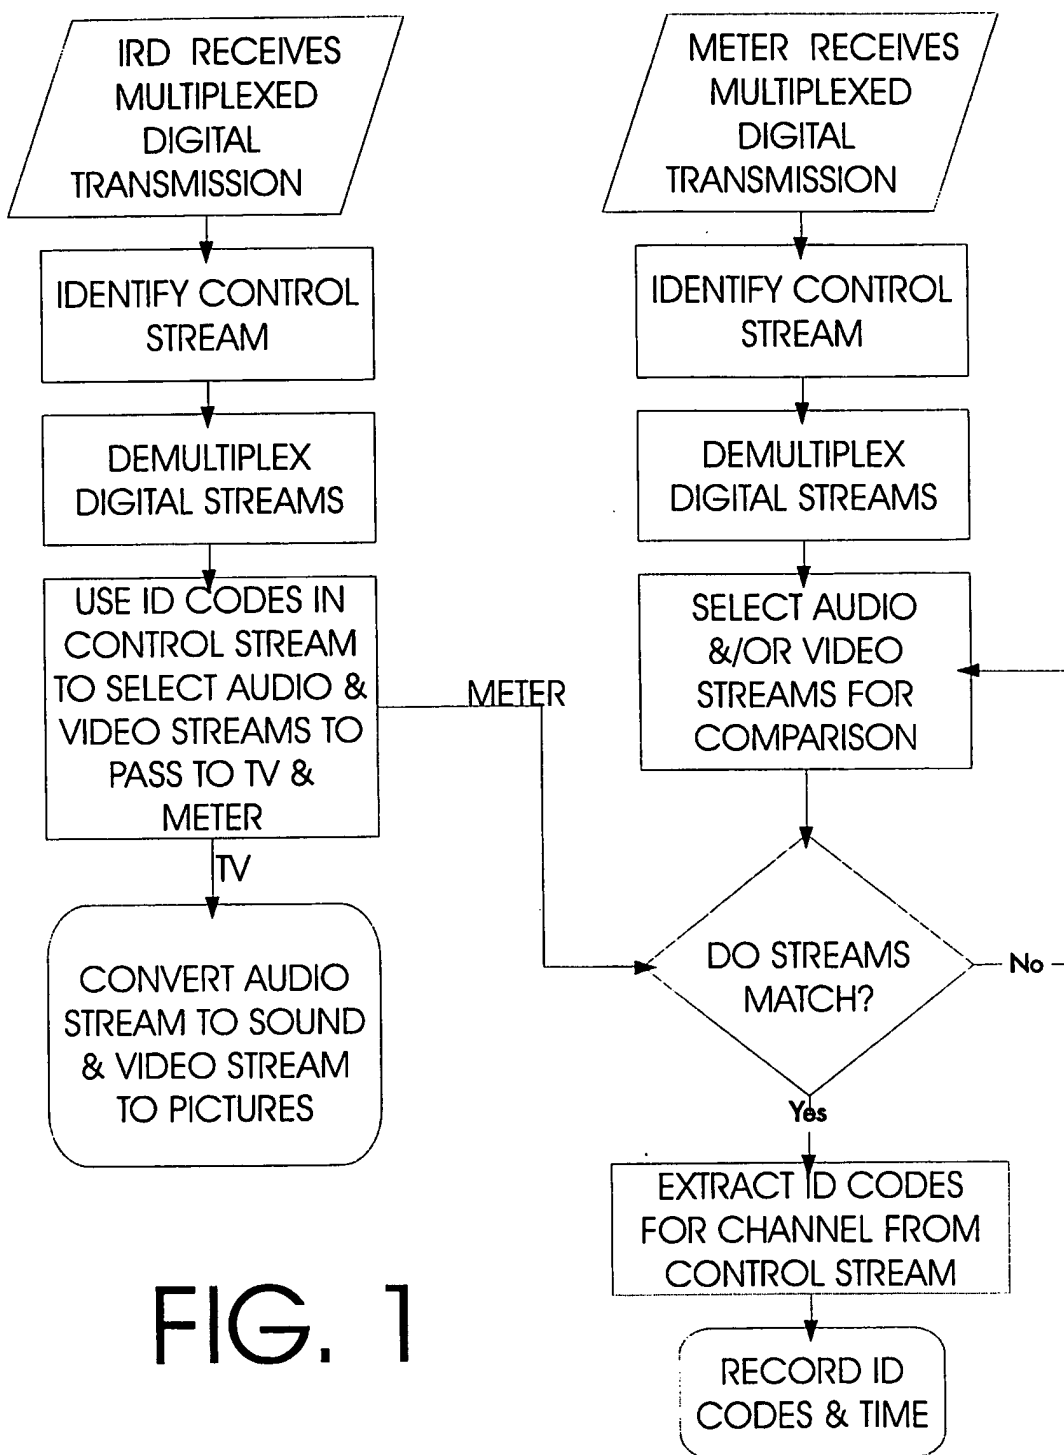 IRD RECEIVES
MULTIPLEXED
DIGITAL
TRANSMISSION
IDENTIFY CONTROL
STREAM
DEMULTIPLEX
DIGITAL STREAMS
USE ID CODES IN
CONTROL STREAM
TO SELECT AUDIO &
VIDEO STREAMS TO
PASS TO TV &
METER
METER
TV
CONVERT AUDIO
STREAM TO SOUND
& VIDEO STREAM
TO PICTURES
METER RECEIVES
MULTIPLEXED
DIGITAL
TRANSMISSION
IDENTIFY CONTROL
STREAM
DEMULTIPLEX
DIGITAL STREAMS
SELECT AUDIO
&/OR VIDEO
STREAMS FOR
COMPARISON
DO STREAMS
MATCH?
No
Yes
EXTRACT ID CODES
FOR CHANNEL FROM
CONTROL STREAM
RECORD ID
CODES & TIME
FIG. 1